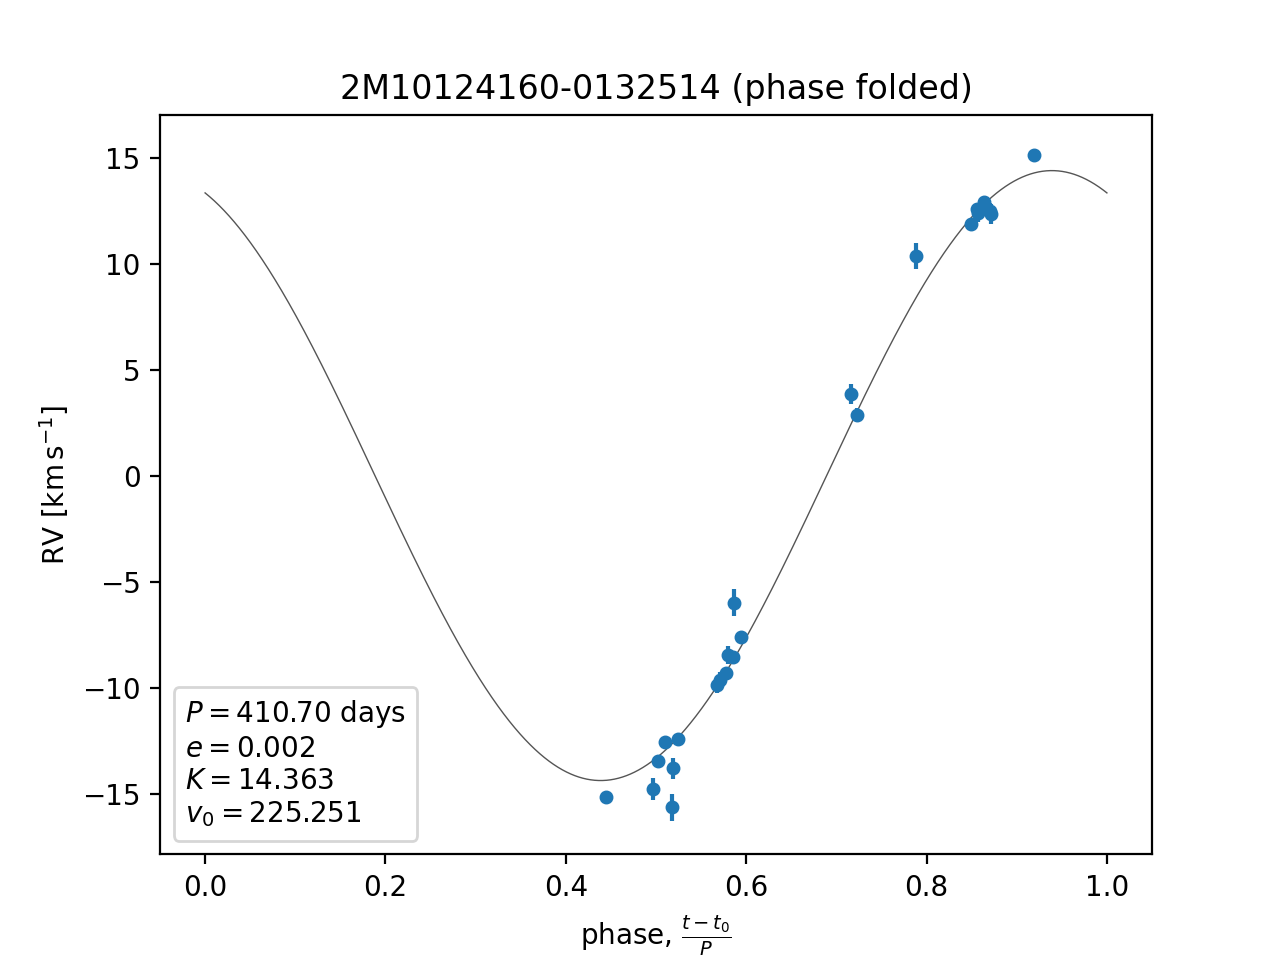 2M10124160-0132514 (phase folded)
RV [km s⁻¹]
15
10
5
0
−5
−10
−15
P = 410.70 days
e = 0.002
K = 14.363
v₀ = 225.251
0.0 0.2 0.4 0.6 0.8 1.0
phase, (t − t₀)/P